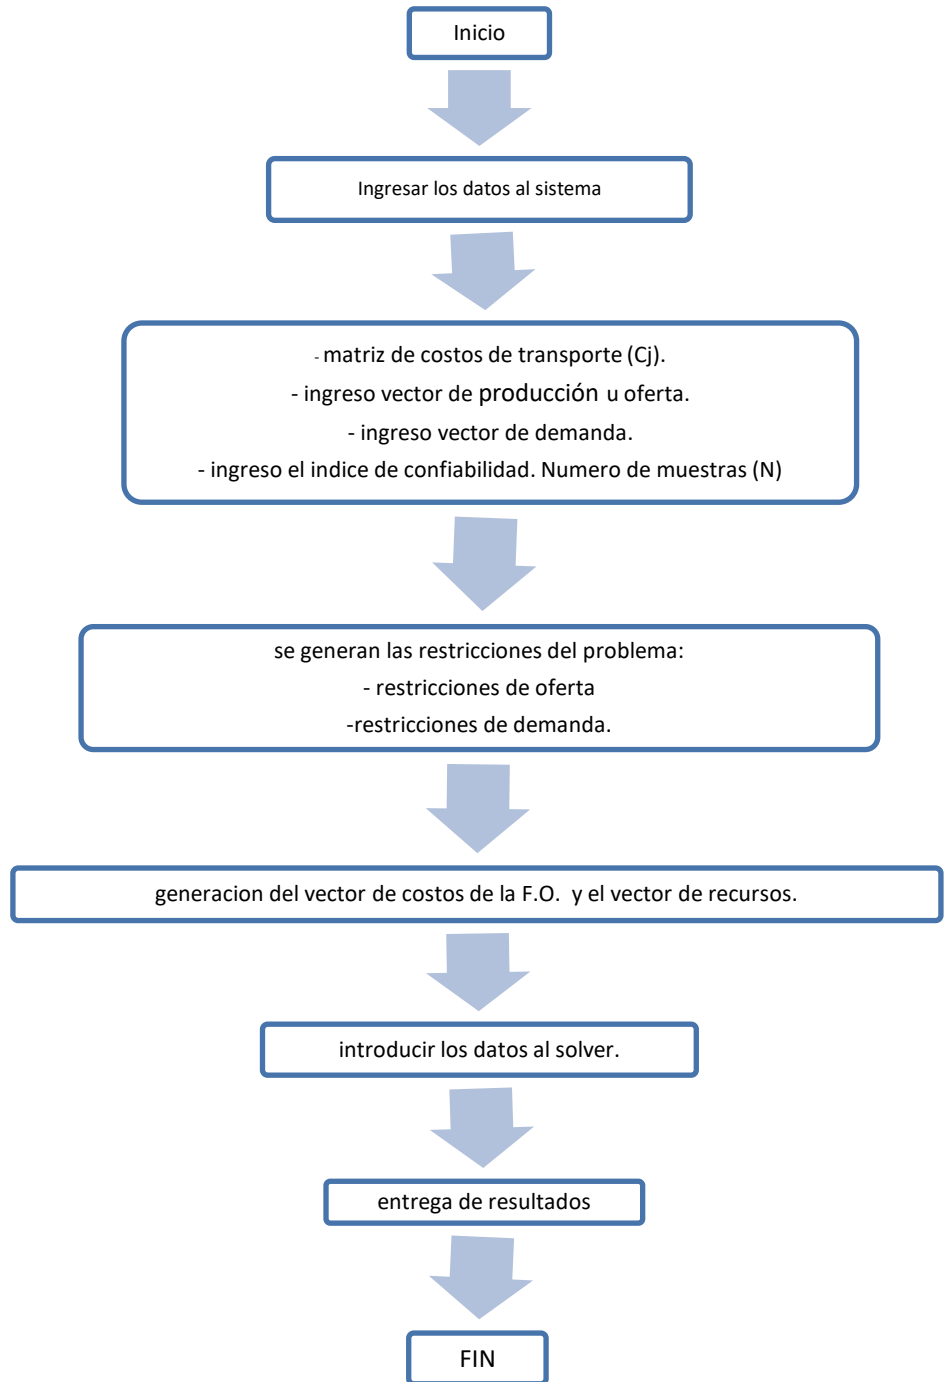 Inicio
Ingresar los datos al sistema
- matriz de costos de transporte (Cj).
- ingreso vector de producción u oferta.
- ingreso vector de demanda.
- ingreso el indice de confiabilidad. Numero de muestras (N)
se generan las restricciones del problema:
- restricciones de oferta
-restricciones de demanda.
generacion del vector de costos de la F.O. y el vector de recursos.
introducir los datos al solver.
entrega de resultados
FIN